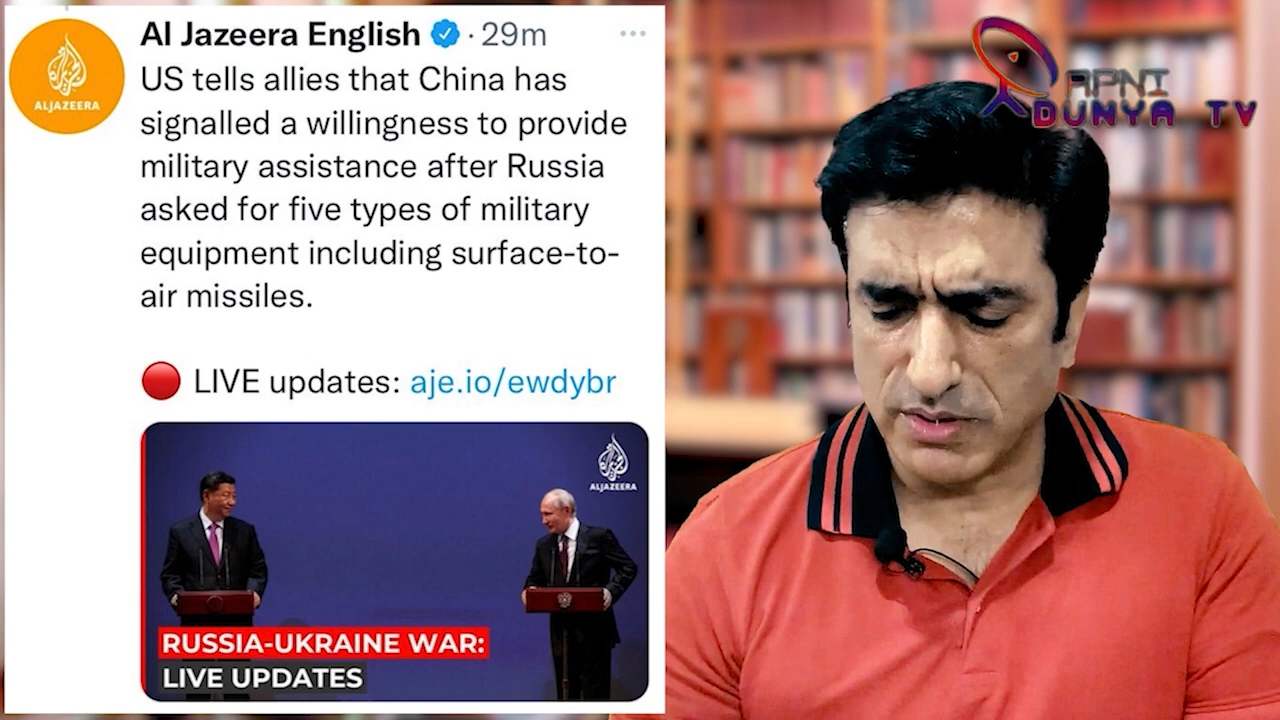 Al Jazeera English · 29m
US tells allies that China has
signalled a willingness to provide
military assistance after Russia
asked for five types of military
equipment including surface-to-
air missiles.
🔴 LIVE updates: aje.io/ewdybr
ALJAZEERA
ALJAZEERA
RUSSIA-UKRAINE WAR:
LIVE UPDATES
APNI
DUNYA TV